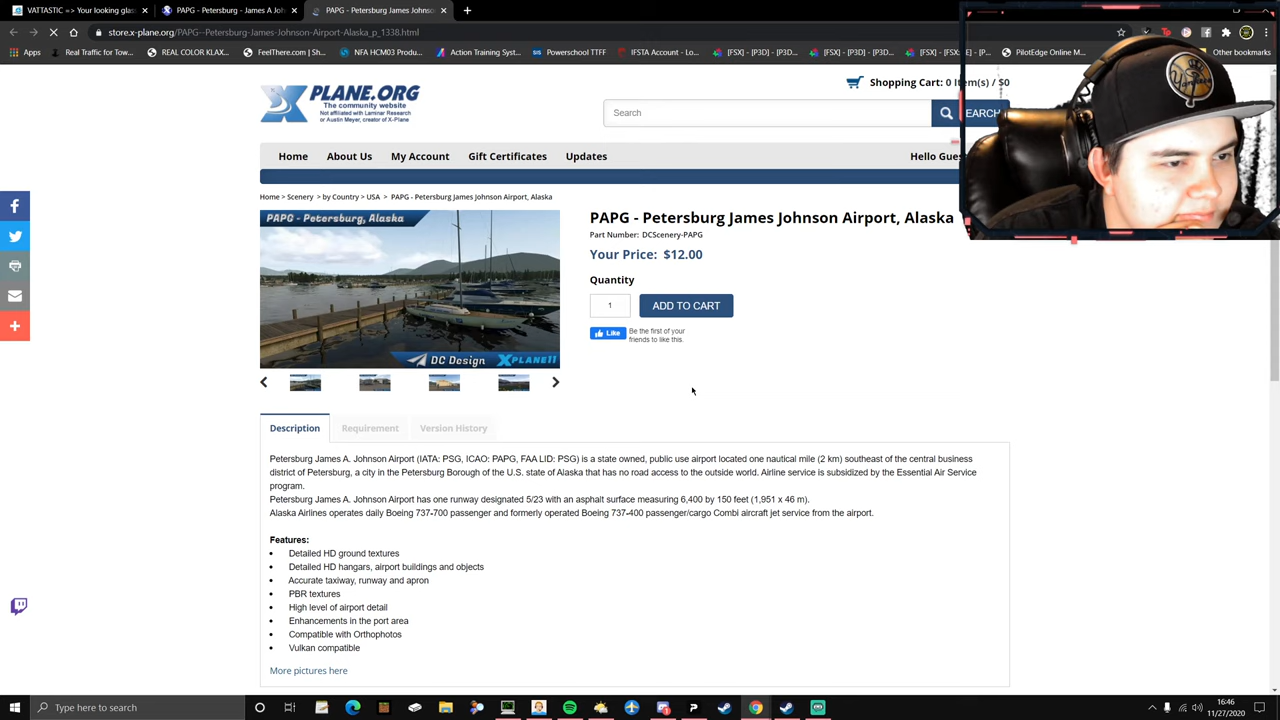 VATTASTIC => Your looking glas
PAPG - Petersburg - James A Joh
PAPG - Petersburg James Johnson
store.x-plane.org/PAPG--Petersburg-James-Johnson-Airport-Alaska_p_1338.html
Apps
Real Traffic for Tow...
REAL COLOR KLAX...
FeelThere.com | Sh...
NFA HCM03 Product...
Action Training Syst...
Powerschool TTFF
IFSTA Account - Lo...
[FSX] - [P3D] - [P3D...
[FSX] - [P3D] - [P3D...
[FSX] - [FSX:SE] - [P...
PilotEdge Online M...
Other bookmarks
X PLANE.ORG
The community website
Not affiliated with Laminar Research
or Austin Meyer, creator of X-Plane
Shopping Cart: 0 Item(s) / $0
Search
EARCH
Home
About Us
My Account
Gift Certificates
Updates
Hello Gue
Home > Scenery > by Country > USA > PAPG - Petersburg James Johnson Airport, Alaska
PAPG - Petersburg, Alaska
DC Design
XPLANE11
PAPG - Petersburg James Johnson Airport, Alaska
Part Number: DCScenery-PAPG
Your Price: $12.00
Quantity
1
ADD TO CART
Like
Be the first of your
friends to like this.
Description
Requirement
Version History
Petersburg James A. Johnson Airport (IATA: PSG, ICAO: PAPG, FAA LID: PSG) is a state owned, public use airport located one nautical mile (2 km) southeast of the central business
district of Petersburg, a city in the Petersburg Borough of the U.S. state of Alaska that has no road access to the outside world. Airline service is subsidized by the Essential Air Service
program.
Petersburg James A. Johnson Airport has one runway designated 5/23 with an asphalt surface measuring 6,400 by 150 feet (1,951 x 46 m).
Alaska Airlines operates daily Boeing 737-700 passenger and formerly operated Boeing 737-400 passenger/cargo Combi aircraft jet service from the airport.
Features:
• Detailed HD ground textures
• Detailed HD hangars, airport buildings and objects
• Accurate taxiway, runway and apron
• PBR textures
• High level of airport detail
• Enhancements in the port area
• Compatible with Orthophotos
• Vulkan compatible
More pictures here
Type here to search
16:46
11/27/2020